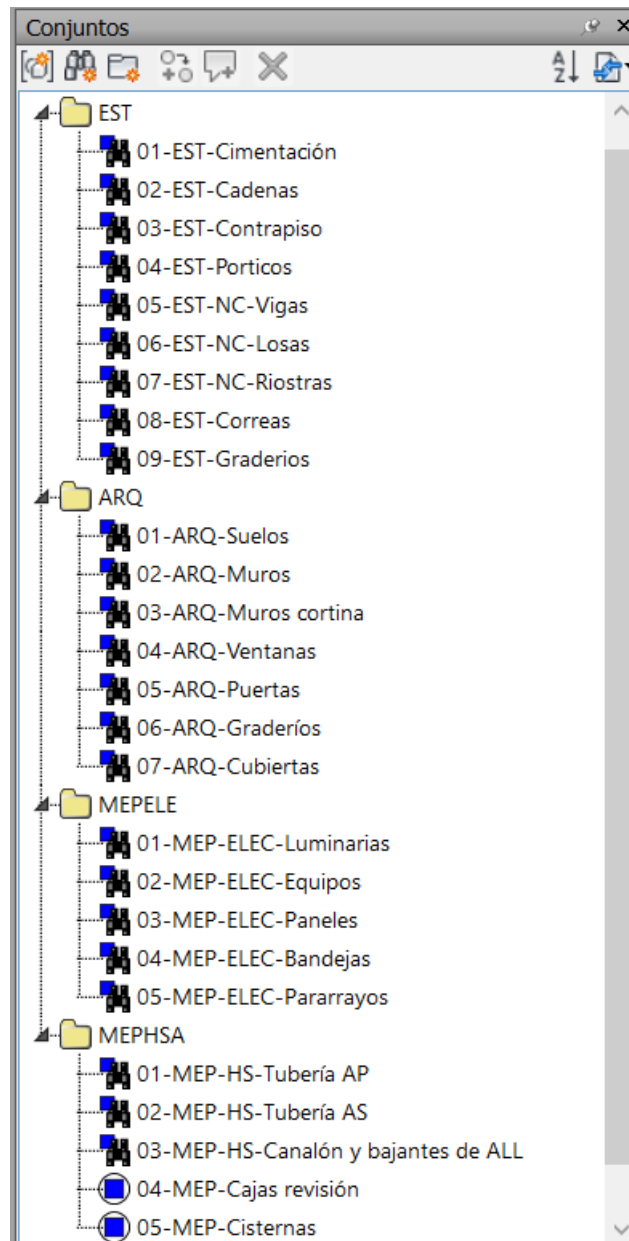 Conjuntos
EST
01-EST-Cimentación
02-EST-Cadenas
03-EST-Contrapiso
04-EST-Porticos
05-EST-NC-Vigas
06-EST-NC-Losas
07-EST-NC-Riostras
08-EST-Correas
09-EST-Graderios
ARQ
01-ARQ-Suelos
02-ARQ-Muros
03-ARQ-Muros cortina
04-ARQ-Ventanas
05-ARQ-Puertas
06-ARQ-Graderíos
07-ARQ-Cubiertas
MEPELE
01-MEP-ELEC-Luminarias
02-MEP-ELEC-Equipos
03-MEP-ELEC-Paneles
04-MEP-ELEC-Bandejas
05-MEP-ELEC-Pararrayos
MEPHSA
01-MEP-HS-Tubería AP
02-MEP-HS-Tubería AS
03-MEP-HS-Canalón y bajantes de ALL
04-MEP-Cajas revisión
05-MEP-Cisternas